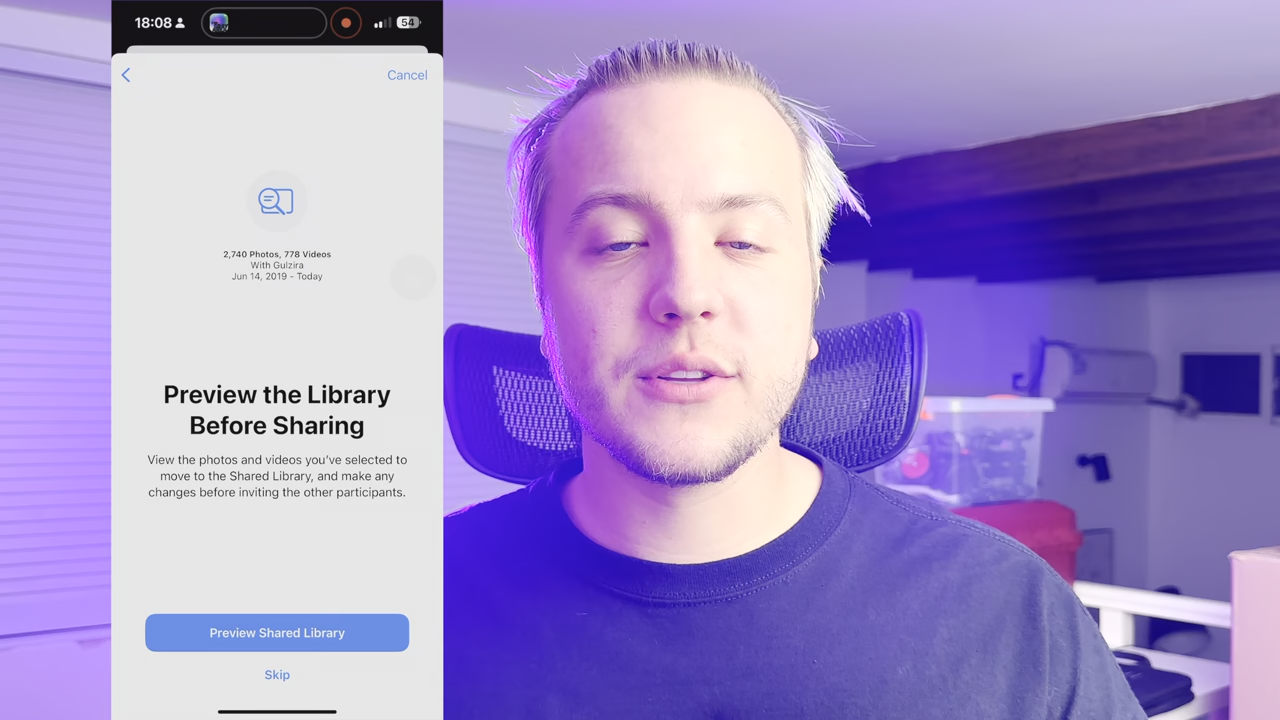 18:08
54
Cancel
2,740 Photos, 778 Videos
With Gulzira
Jun 14, 2019 - Today
Preview the Library
Before Sharing
View the photos and videos you've selected to
move to the Shared Library, and make any
changes before inviting the other participants.
Preview Shared Library
Skip